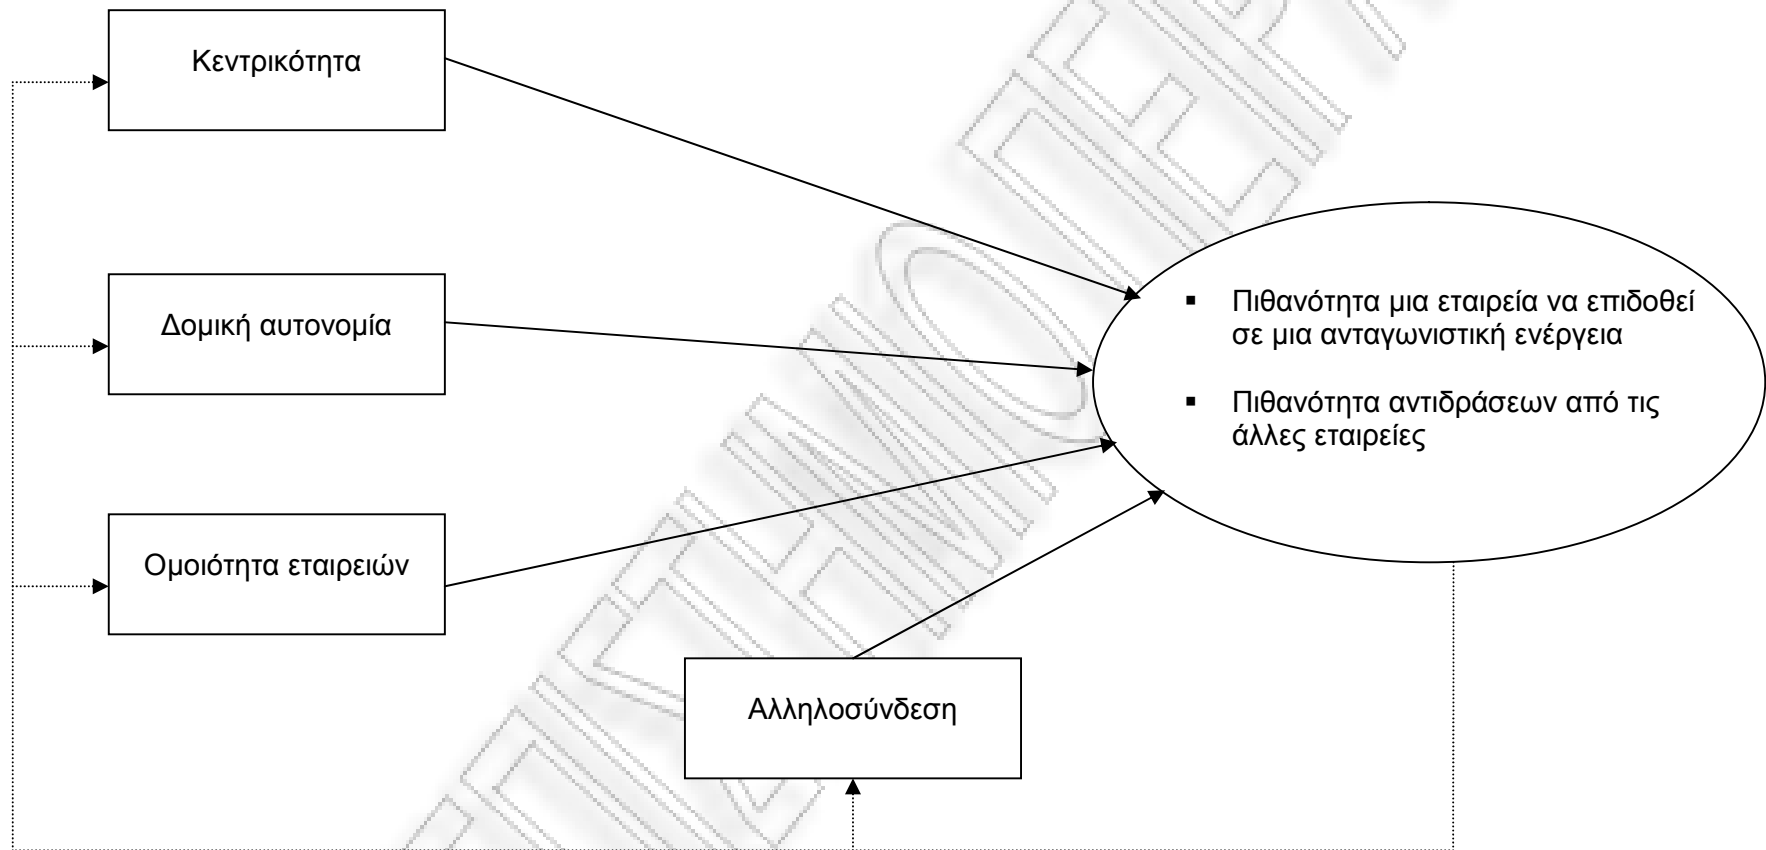 Κεντρικότητα
Δομική αυτονομία
Ομοιότητα εταιρειών
Αλληλοσύνδεση
▪ Πιθανότητα μια εταιρεία να επιδοθεί
σε μια ανταγωνιστική ενέργεια
▪ Πιθανότητα αντιδράσεων από τις
άλλες εταιρείες